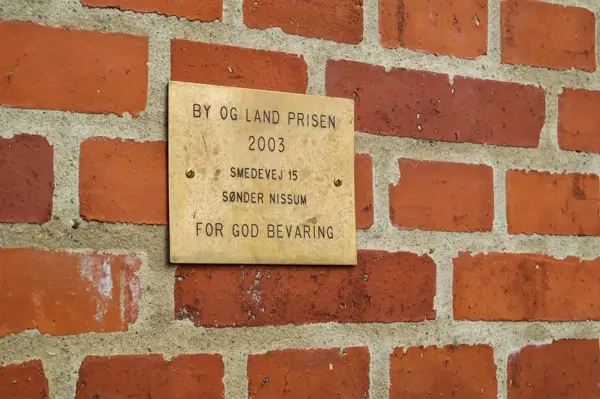 BY OG LAND PRISEN
2003
SMEDEVEJ 15
SØNDER NISSUM
FOR GOD BEVARING